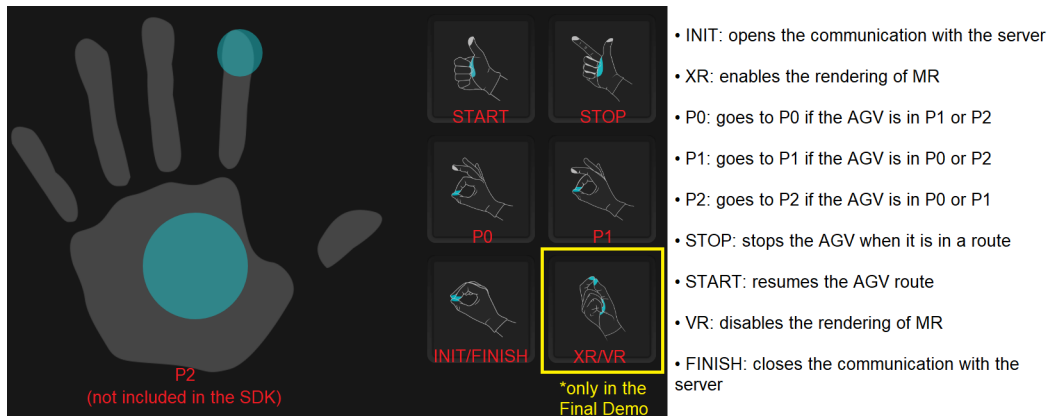 START
STOP
P0
P1
INIT/FINISH
XR/VR
P2
(not included in the SDK)
*only in the
Final Demo
• INIT: opens the communication with the server
• XR: enables the rendering of MR
• P0: goes to P0 if the AGV is in P1 or P2
• P1: goes to P1 if the AGV is in P0 or P2
• P2: goes to P2 if the AGV is in P0 or P1
• STOP: stops the AGV when it is in a route
• START: resumes the AGV route
• VR: disables the rendering of MR
• FINISH: closes the communication with the
server